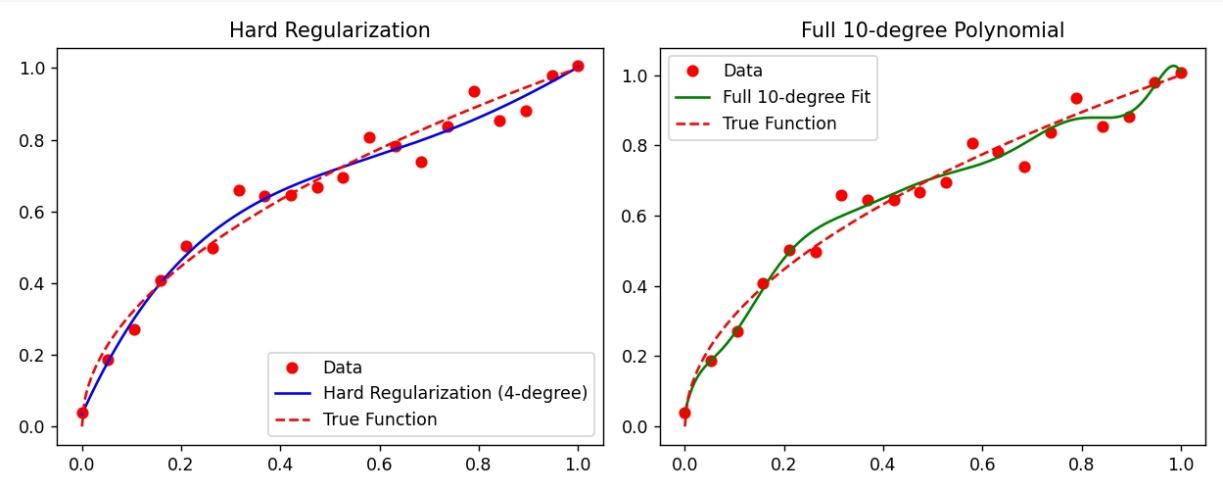 Hard Regularization
1.0
0.8
0.6
0.4
0.2
0.0
Data
Hard Regularization (4-degree)
True Function
0.0 0.2 0.4 0.6 0.8 1.0
Full 10-degree Polynomial
Data
Full 10-degree Fit
True Function
1.0
0.8
0.6
0.4
0.2
0.0
0.0 0.2 0.4 0.6 0.8 1.0